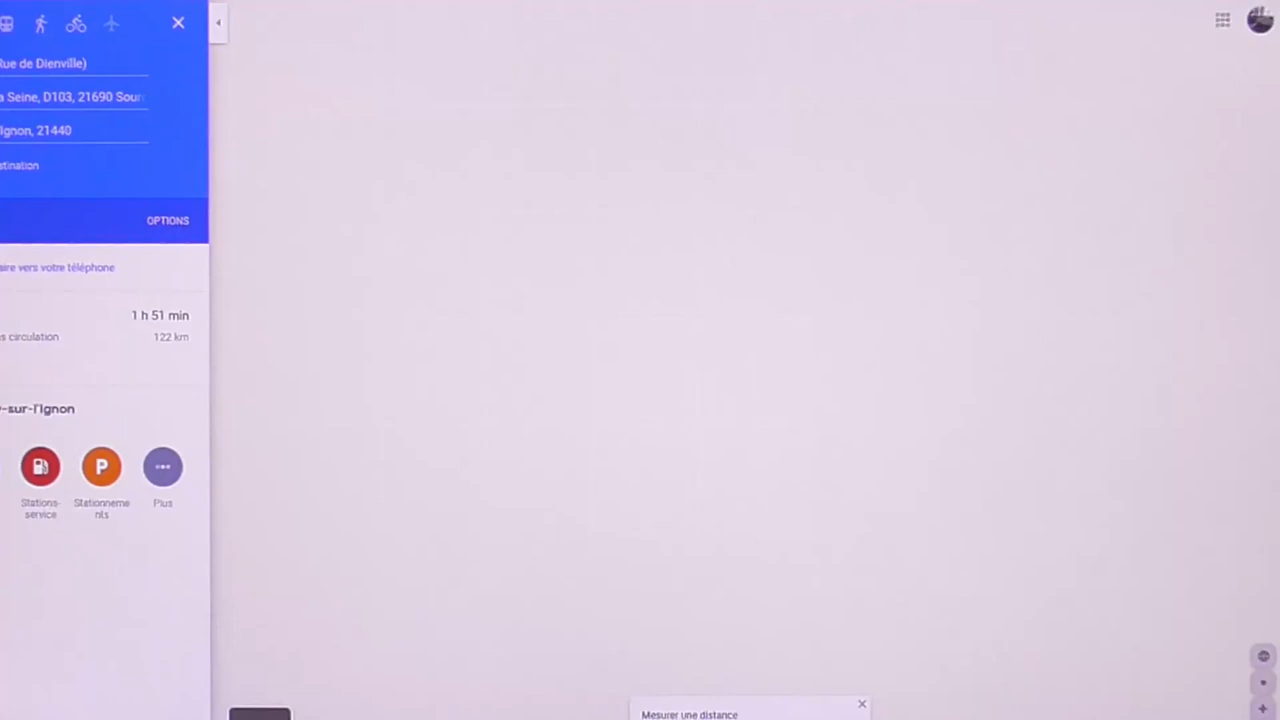 Rue de Dienville)
a Seine, D103, 21690 Sour
Ignon, 21440
stination
OPTIONS
aire vers votre téléphone
1 h 51 min
s circulation
122 km
-sur-l'Ignon
P
Stations-
service
Stationneme
nts
Plus
Mesurer une distance